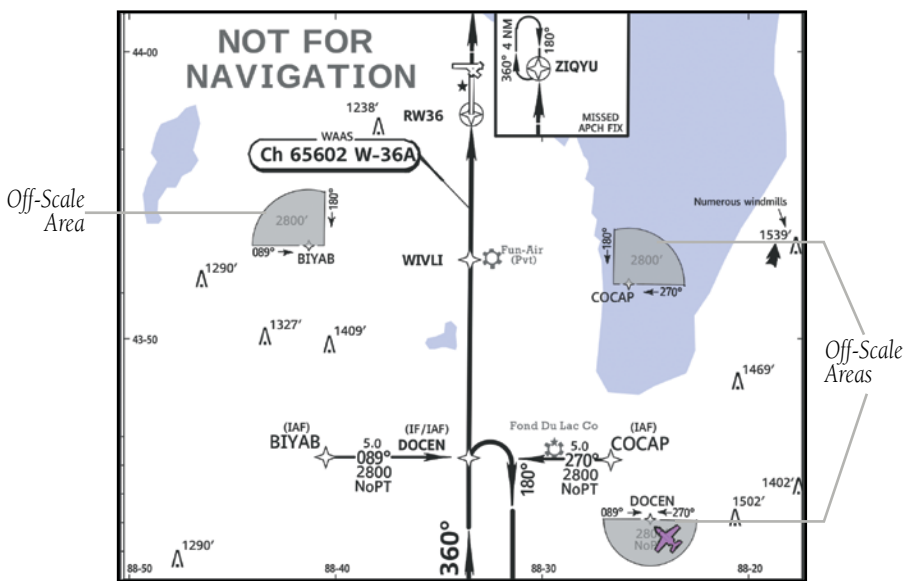 44-00
NOT FOR
NAVIGATION
360° 4 NM
180°
ZIQYU
MISSED
APCH FIX
RW36
1238'
WAAS
Ch 65602 W-36A
Off-Scale
Area
2800'
180°
089°
BIYAB
Numerous windmills
1539'
180°
2800'
COCAP
270°
WIVLI
Fun-Air
(Pvt)
1290'
43-50
1327'
1409'
Off-Scale
Areas
1469'
(IAF)
BIYAB
5.0
089°
2800
NoPT
(IF/IAF)
DOCEN
Fond Du Lac Co
5.0
270°
2800
NoPT
(IAF)
COCAP
180°
360°
1402'
1502'
DOCEN
089°
270°
1290'
88-50
88-40
88-30
88-20